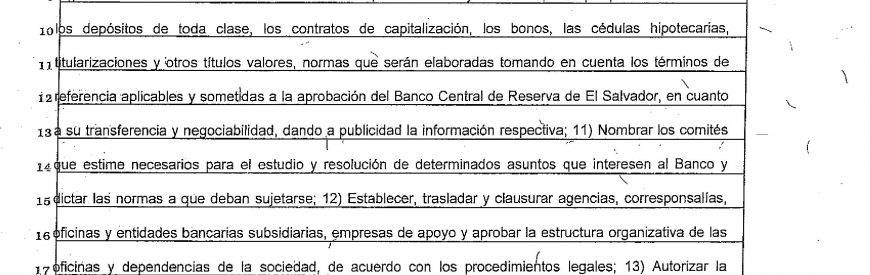 10 los depósitos de toda clase, los contratos de capitalización, los bonos, las cédulas hipotecarias,
11 titularizaciones y otros títulos valores, normas que serán elaboradas tomando en cuenta los términos de
12 referencia aplicables y sometidas a la aprobación del Banco Central de Reserva de El Salvador, en cuanto
13 a su transferencia y negociabilidad, dando a publicidad la información respectiva; 11) Nombrar los comités
14 que estime necesarios para el estudio y resolución de determinados asuntos que interesen al Banco y
15 dictar las normas a que deban sujetarse; 12) Establecer, trasladar y clausurar agencias, corresponsalías,
16 oficinas y entidades bancarias subsidiarias, empresas de apoyo y aprobar la estructura organizativa de las
17 oficinas y dependencias de la sociedad, de acuerdo con los procedimientos legales; 13) Autorizar la